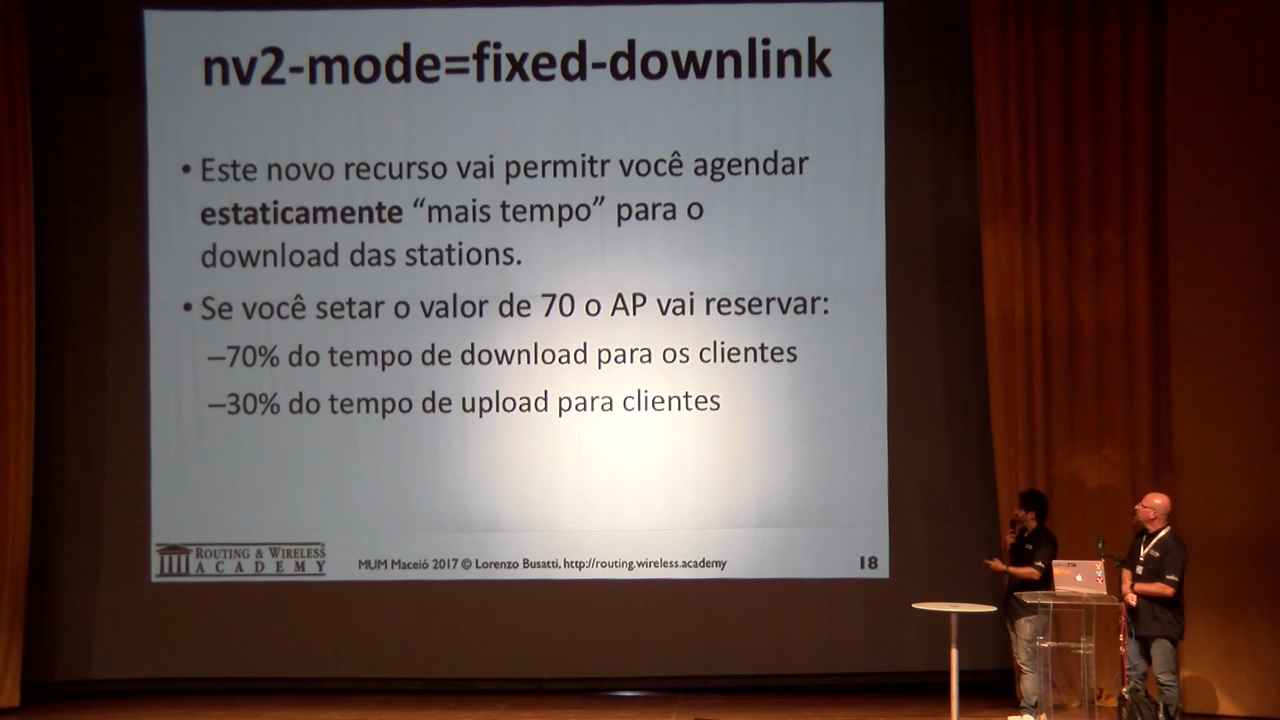 nv2-mode=fixed-downlink
• Este novo recurso vai permitr você agendar
estaticamente “mais tempo” para o
download das stations.
• Se você setar o valor de 70 o AP vai reservar:
–70% do tempo de download para os clientes
–30% do tempo de upload para clientes
ROUTING & WIRELESS
ACADEMY
MUM Maceió 2017 © Lorenzo Busatti, http://routing.wireless.academy
18